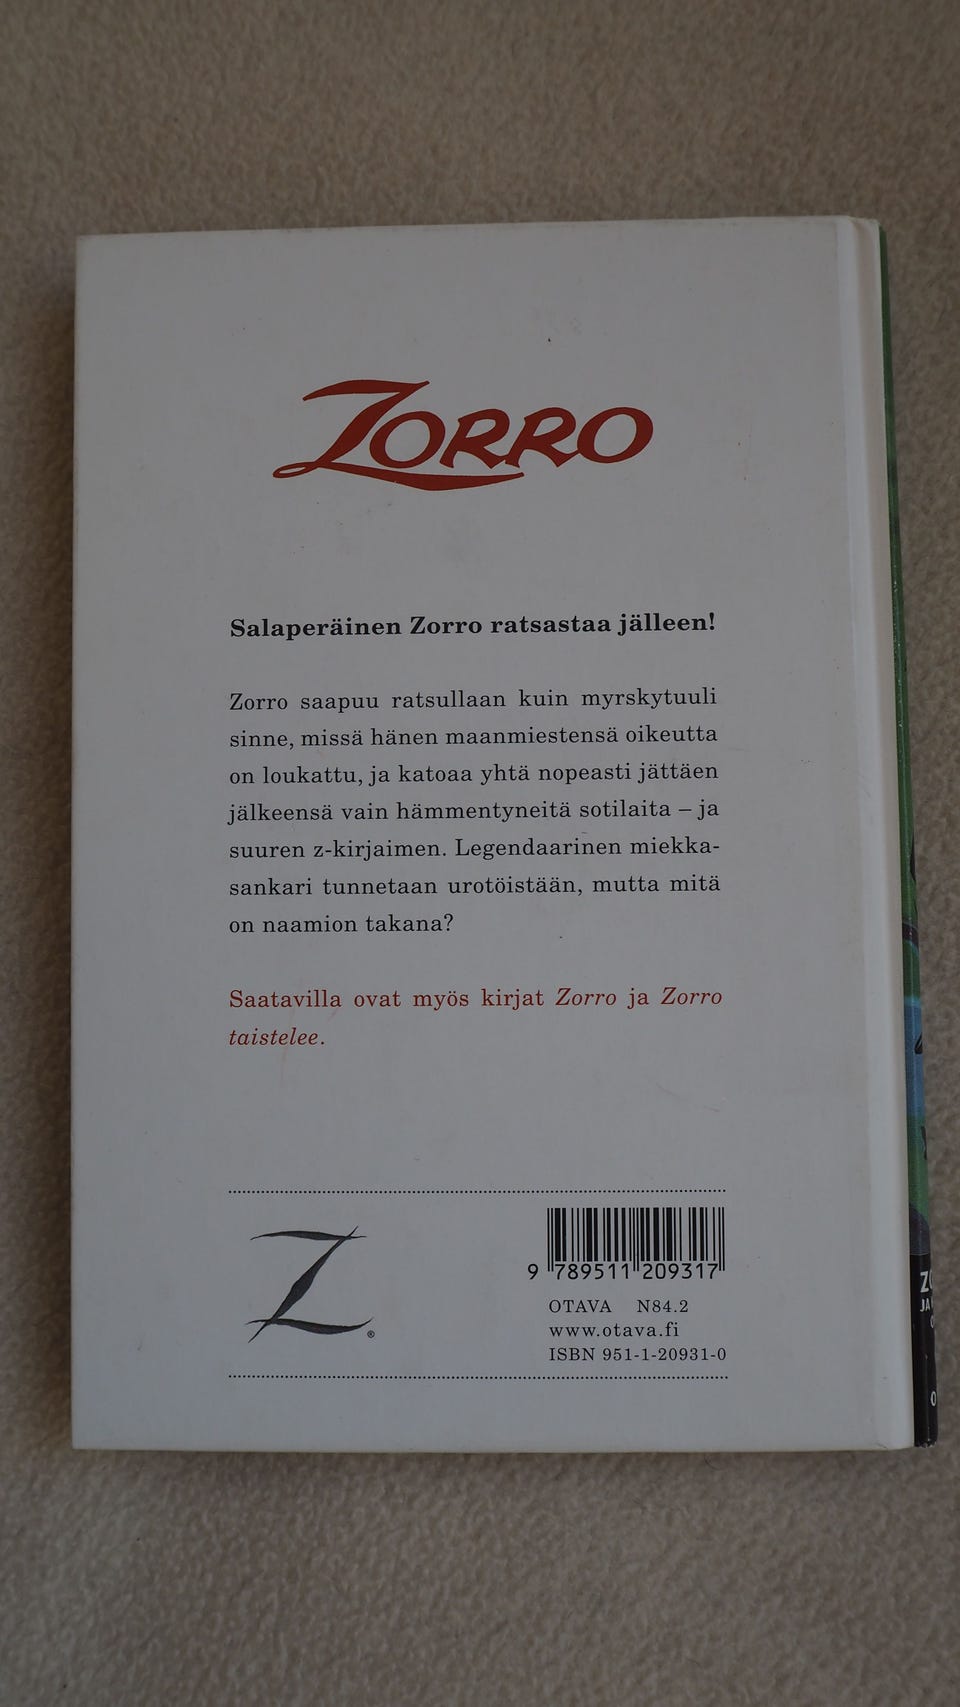 ZORRO
Salaperäinen Zorro ratsastaa jälleen!
Zorro saapuu ratsullaan kuin myrskytuuli
sinne, missä hänen maanmiestensä oikeutta
on loukattu, ja katoaa yhtä nopeasti jättäen
jälkeensä vain hämmentyneitä sotilaita – ja
suuren z-kirjaimen. Legendaarinen miekka-
sankari tunnetaan urotöistään, mutta mitä
on naamion takana?
Saatavilla ovat myös kirjat Zorro ja Zorro
taistelee.
Z®
9 789511 209317
OTAVA N84.2
www.otava.fi
ISBN 951-1-20931-0
JA